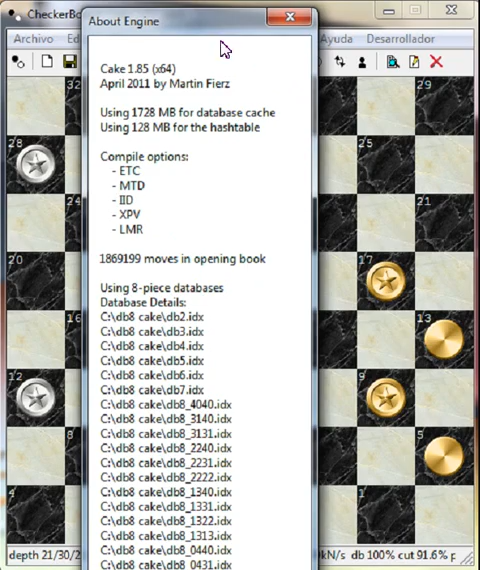 CheckerBo
About Engine
Archivo Ed
Ayuda Desarrollador
Cake 1.85 (x64)
April 2011 by Martin Fierz
Using 1728 MB for database cache
Using 128 MB for the hashtable
Compile options:
- ETC
- MTD
- IID
- XPV
- LMR
1869199 moves in opening book
Using 8-piece databases
Database Details:
C:\db8 cake\db2.idx
C:\db8 cake\db3.idx
C:\db8 cake\db4.idx
C:\db8 cake\db5.idx
C:\db8 cake\db6.idx
C:\db8 cake\db7.idx
C:\db8 cake\db8_4040.idx
C:\db8 cake\db8_3140.idx
C:\db8 cake\db8_3131.idx
C:\db8 cake\db8_2240.idx
C:\db8 cake\db8_2231.idx
C:\db8 cake\db8_2222.idx
C:\db8 cake\db8_1340.idx
C:\db8 cake\db8_1331.idx
C:\db8 cake\db8_1322.idx
C:\db8 cake\db8_1313.idx
C:\db8 cake\db8_0440.idx
C:\db8 cake\db8_0431.idx
32
29
28
25
24
21
20
17
16
13
12
9
8
5
4
1
depth 21/30/2
kN/s db 100% cut 91.6% p